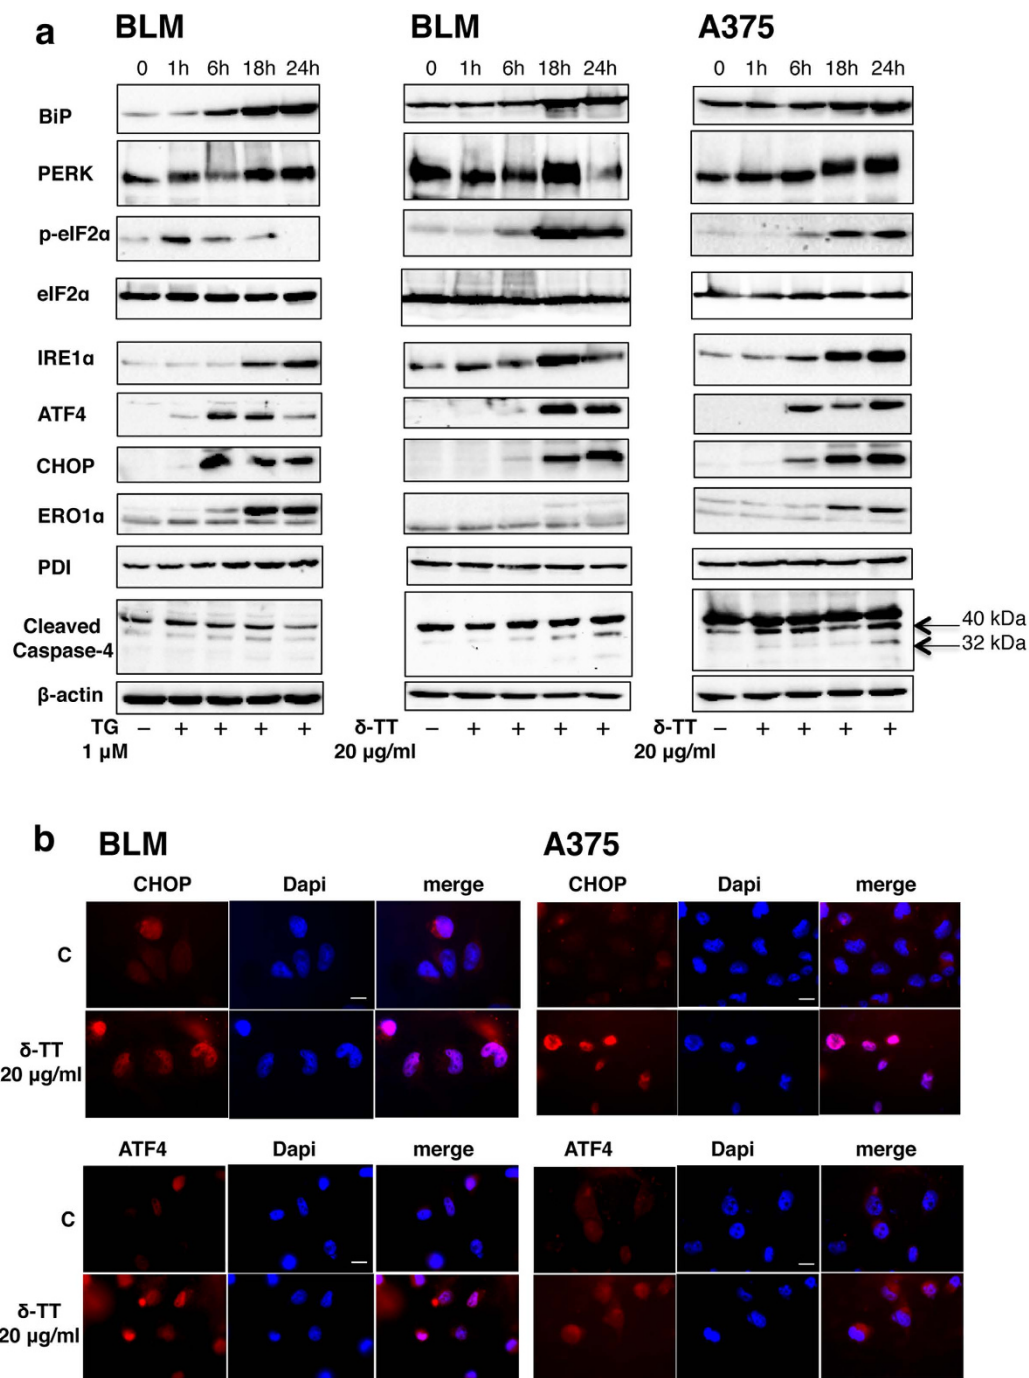 a
BLM BLM A375
0 1h 6h 18h 24h 0 1h 6h 18h 24h 0 1h 6h 18h 24h
BiP
PERK
p-eIF2α
eIF2α
IRE1α
ATF4
CHOP
ERO1α
PDI
Cleaved
Caspase-4
40 kDa
32 kDa
β-actin
TG – + + + + δ-TT – + + + + δ-TT – + + + +
1 µM 20 µg/ml 20 µg/ml
b
BLM A375
CHOP Dapi merge CHOP Dapi merge
C
δ-TT
20 µg/ml
ATF4 Dapi merge ATF4 Dapi merge
C
δ-TT
20 µg/ml